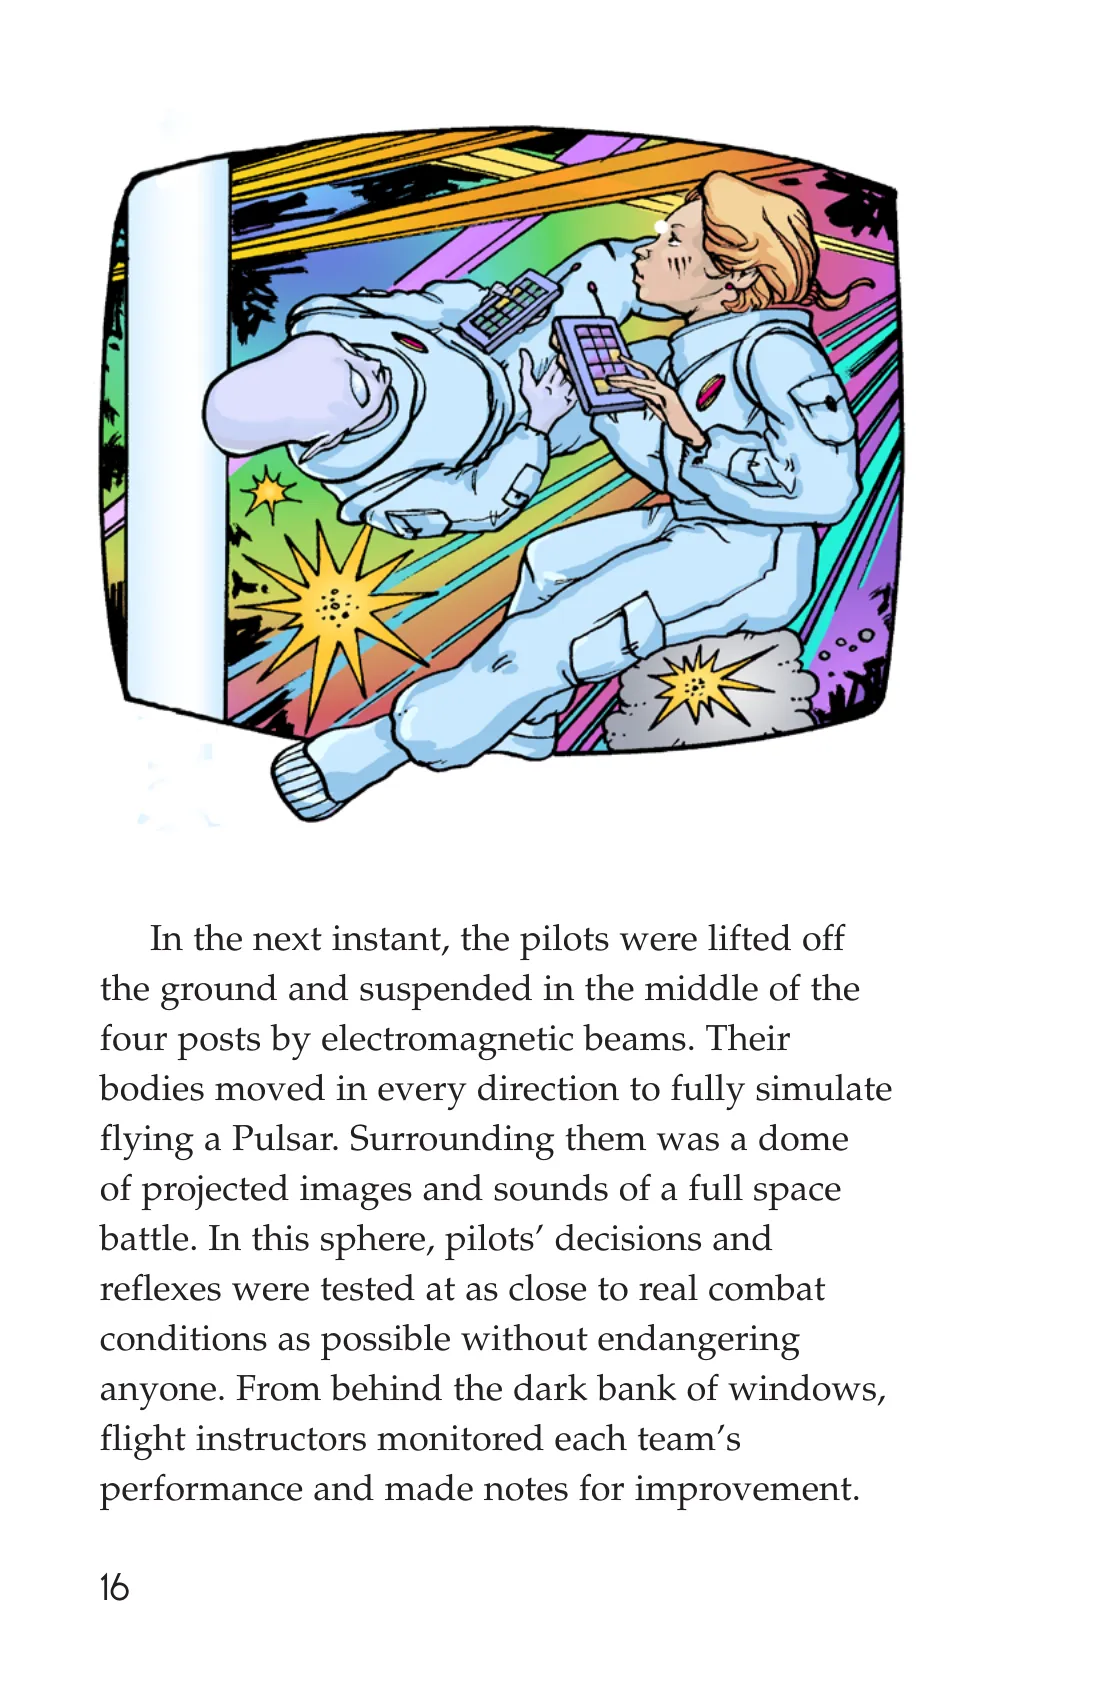 In the next instant, the pilots were lifted off
the ground and suspended in the middle of the
four posts by electromagnetic beams. Their
bodies moved in every direction to fully simulate
flying a Pulsar. Surrounding them was a dome
of projected images and sounds of a full space
battle. In this sphere, pilots’ decisions and
reflexes were tested at as close to real combat
conditions as possible without endangering
anyone. From behind the dark bank of windows,
flight instructors monitored each team’s
performance and made notes for improvement.
16